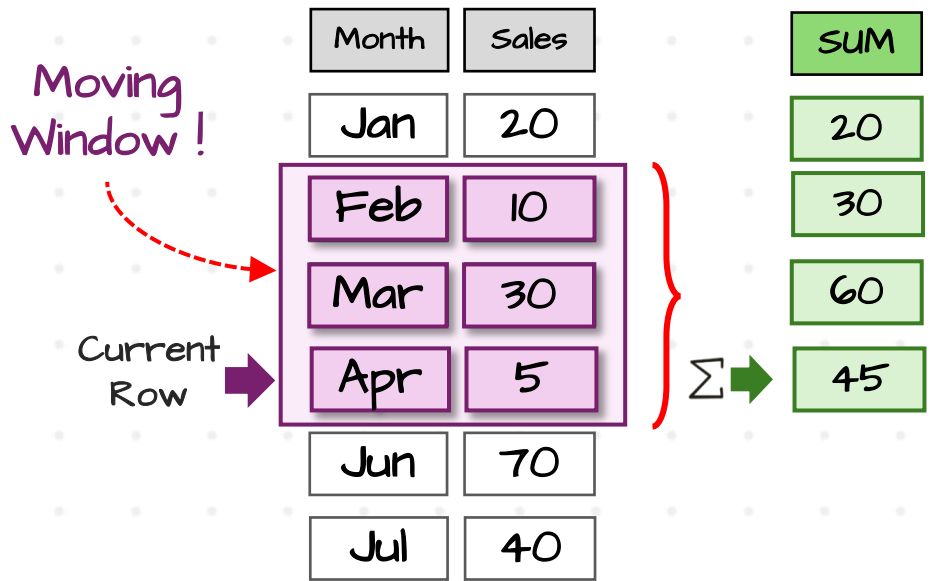 Month Sales SUM
Moving
Window !
Jan 20 20
Feb 10 30
Mar 30 60
Current
Row
Apr 5 Σ 45
Jun 70
Jul 40